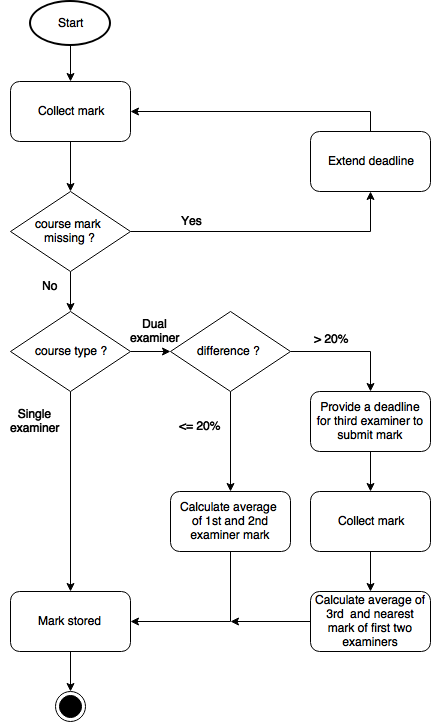 Start
Collect mark
Extend deadline
course mark
missing ?
Yes
No
course type ?
Dual
examiner
difference ?
> 20%
Single
examiner
<= 20%
Provide a deadline
for third examiner to
submit mark
Calculate average
of 1st and 2nd
examiner mark
Collect mark
Mark stored
Calculate average of
3rd and nearest
mark of first two
examiners